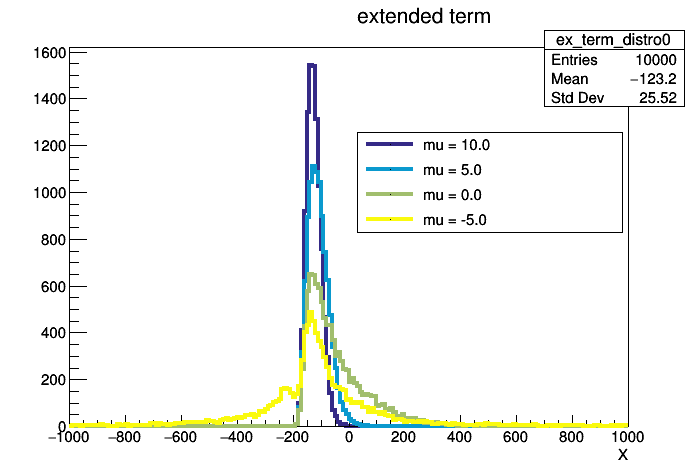 extended term
ex_term_distro0
Entries 10000
Mean −123.2
Std Dev 25.52
mu = 10.0
mu = 5.0
mu = 0.0
mu = -5.0
1600
1400
1200
1000
800
600
400
200
0
−1000 −800 −600 −400 −200 0 200 400 600 800 1000
X